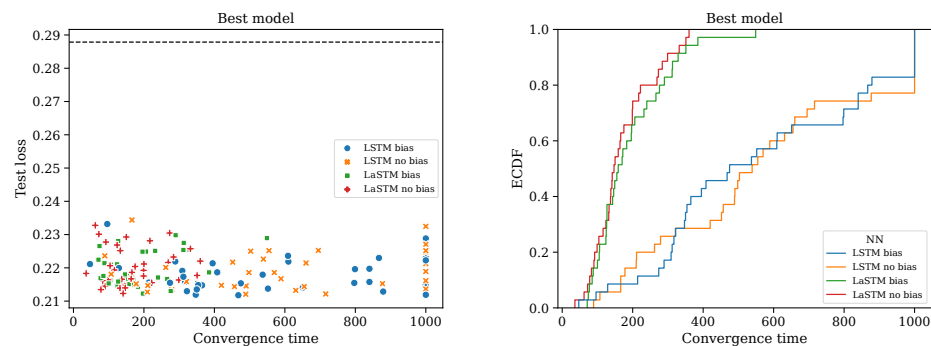 Best model
0.29
0.28
0.27
0.26
0.25
0.24
0.23
0.22
0.21
Test loss
LSTM bias
LSTM no bias
LaSTM bias
LaSTM no bias
0 200 400 600 800 1000
Convergence time
Best model
1.0
0.8
0.6
0.4
0.2
0.0
ECDF
NN
LSTM bias
LSTM no bias
LaSTM bias
LaSTM no bias
0 200 400 600 800 1000
Convergence time